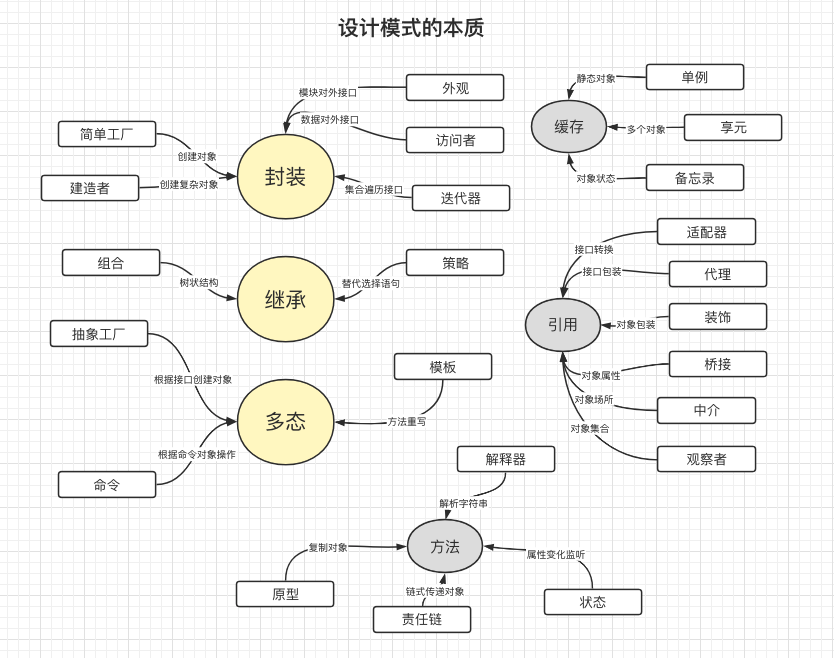 设计模式的本质
模块对外接口
外观
数据对外接口
访问者
简单工厂
创建对象
封装
建造者
创建复杂对象
集合遍历接口
迭代器
静态对象
单例
缓存
多个对象
享元
对象状态
备忘录
组合
树状结构
继承
策略
替代选择语句
接口转换
适配器
接口包装
代理
引用
对象包装
装饰
对象属性
桥接
对象场所
中介
对象集合
观察者
抽象工厂
根据接口创建对象
多态
模板
方法重写
根据命令对象操作
命令
解释器
解析字符串
复制对象
方法
属性变化监听
原型
链式传递对象
责任链
状态